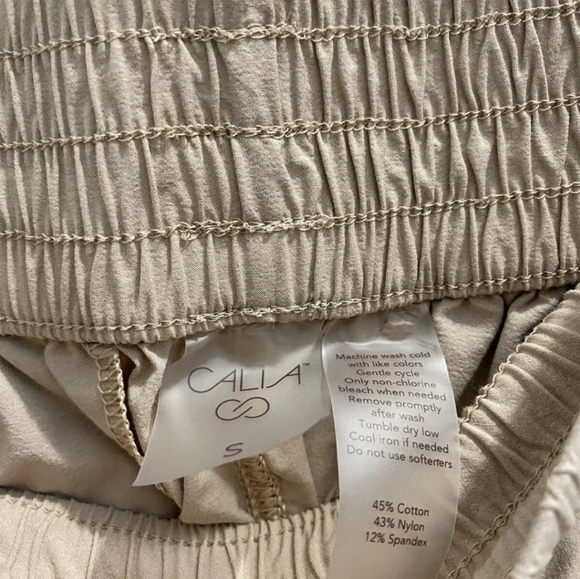 CALIA™
S
Machine wash cold
with like colors
Gentle cycle
Only non-chlorine
bleach when needed
Remove promptly
after wash
Tumble dry low
Cool iron if needed
Do not use softerers
45% Cotton
43% Nylon
12% Spandex